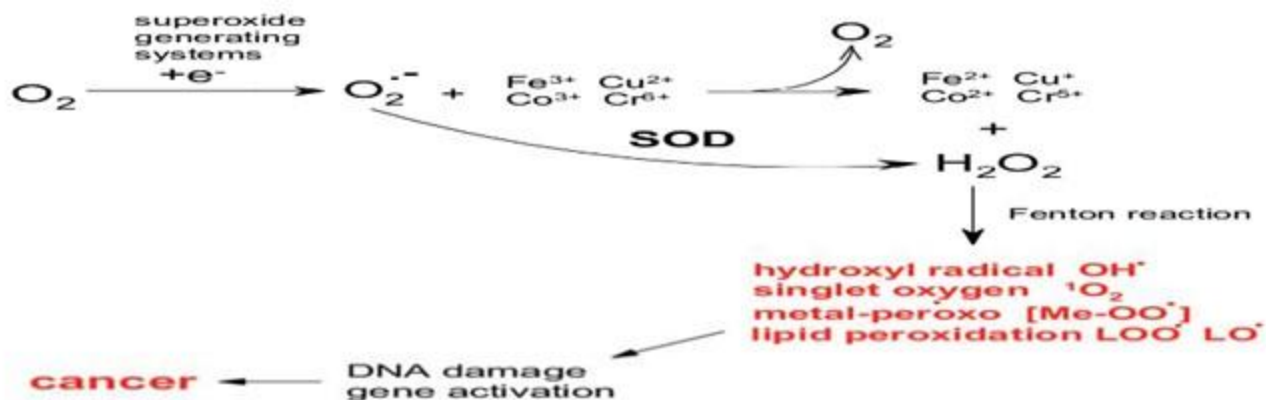 superoxide
generating
systems
+e⁻
O₂
O₂˙⁻ +
Fe³⁺ Cu²⁺
Co³⁺ Cr⁶⁺
O₂
Fe²⁺ Cu⁺
Co²⁺ Cr⁵⁺
+
SOD
H₂O₂
Fenton reaction
hydroxyl radical OH˙
singlet oxygen ¹O₂
metal-peroxo [Me-OO˙]
lipid peroxidation LOO˙ LO˙
DNA damage
gene activation
cancer